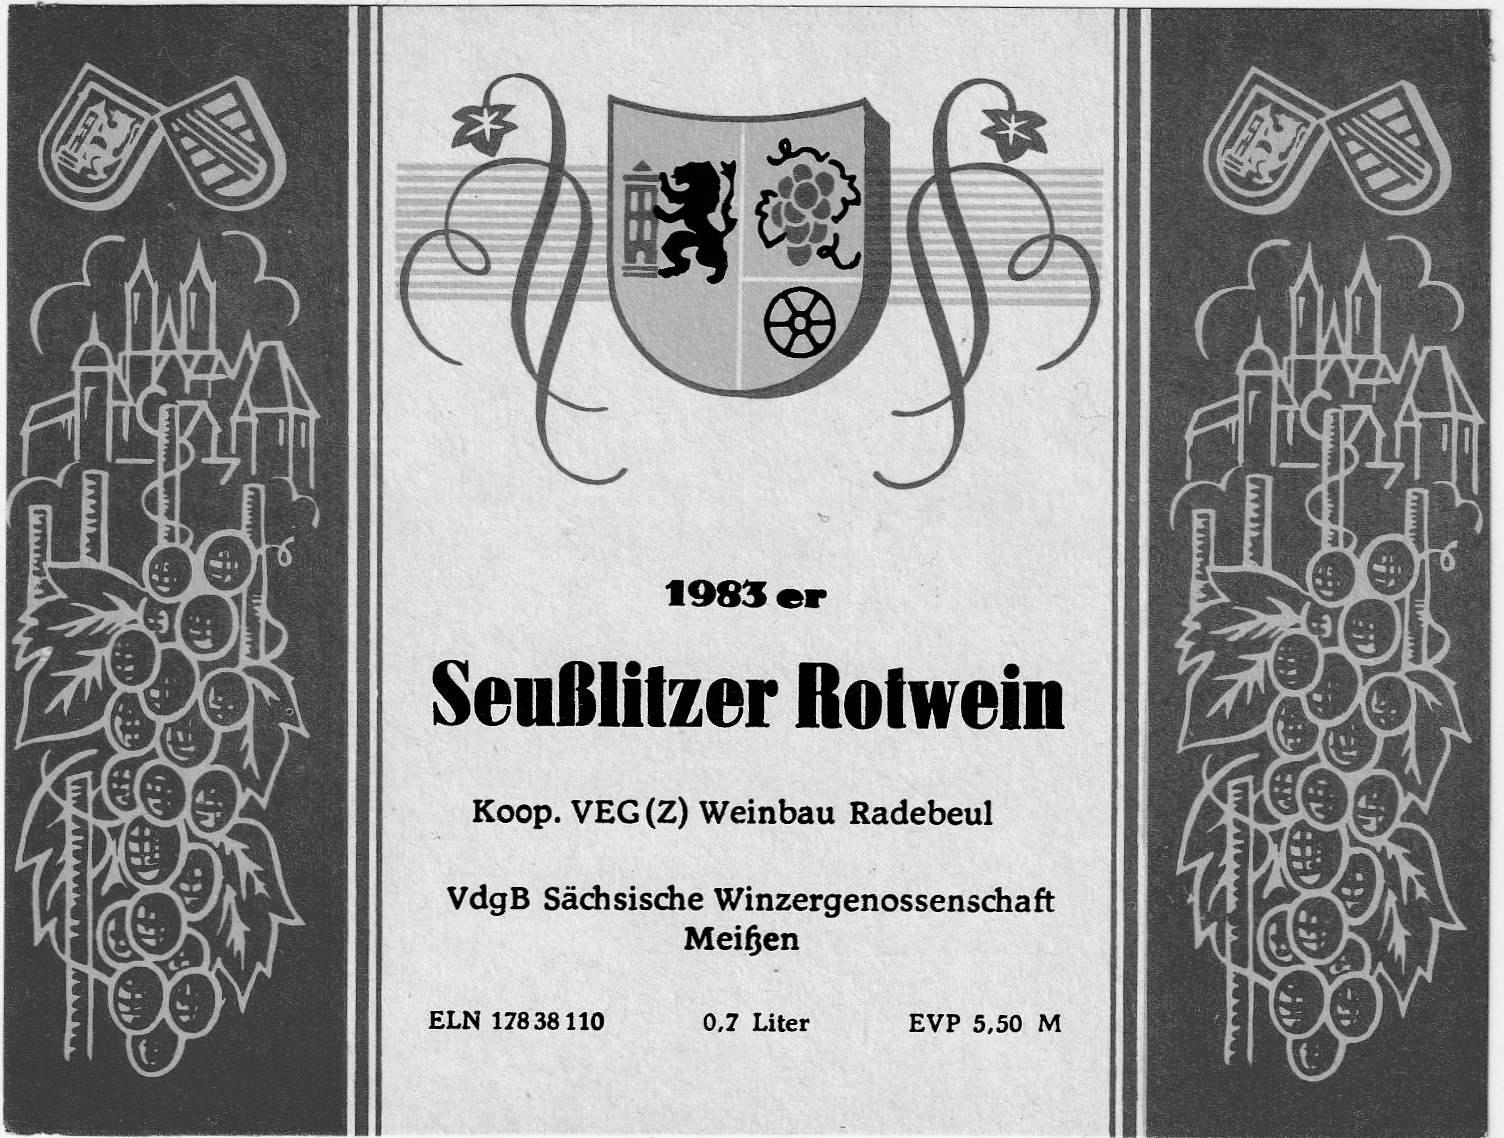 1983 er
Seußlitzer Rotwein
Koop. VEG (Z) Weinbau Radebeul
VdgB Sächsische Winzergenossenschaft
Meißen
ELN 178 38 110 0,7 Liter EVP 5,50 M